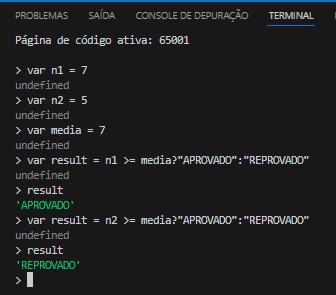 PROBLEMAS SAÍDA CONSOLE DE DEPURAÇÃO TERMINAL
Página de código ativa: 65001
> var n1 = 7
undefined
> var n2 = 5
undefined
> var media = 7
undefined
> var result = n1 >= media?"APROVADO":"REPROVADO"
undefined
> result
'APROVADO'
> var result = n2 >= media?"APROVADO":"REPROVADO"
undefined
> result
'REPROVADO'
>